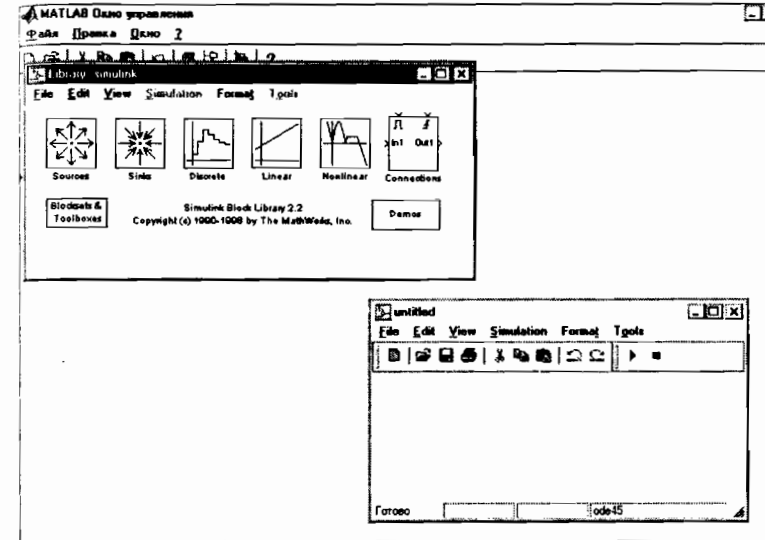 MATLAB Окно управления
Файл Правка Окно ?
Library simulink
File Edit View Simulation Format Tools
In1 Out1
Sources Sinks Discrete Linear Nonlinear Connections
Blocksets & Toolboxes
Simulink Block Library 2.2
Copyright (c) 1990-1998 by The MathWorks, Inc.
Demos
untitled
File Edit View Simulation Format Tools
Готово ode45